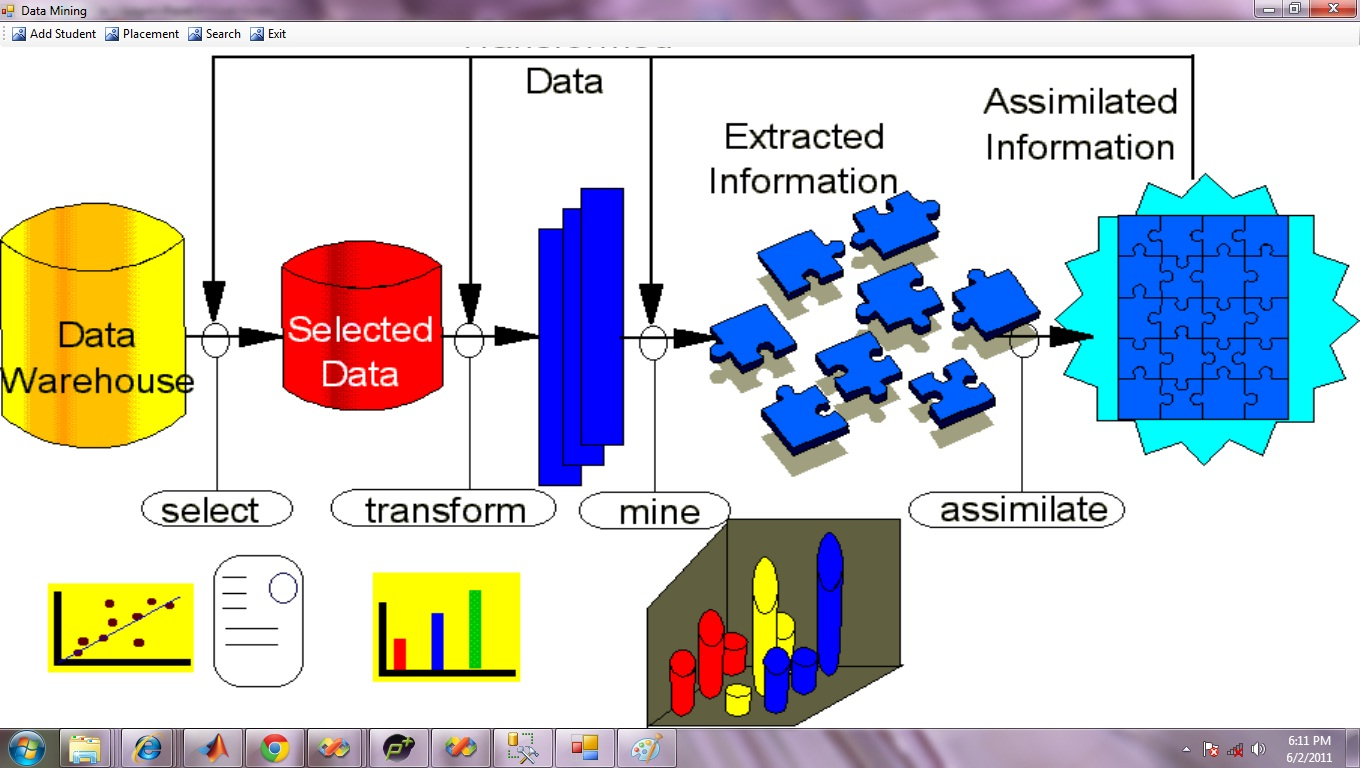 Data Mining
Add Student Placement Search Exit
Data
Assimilated
Information
Extracted
Information
Data
Warehouse
Selected
Data
select
transform
mine
assimilate
6:11 PM
6/2/2011